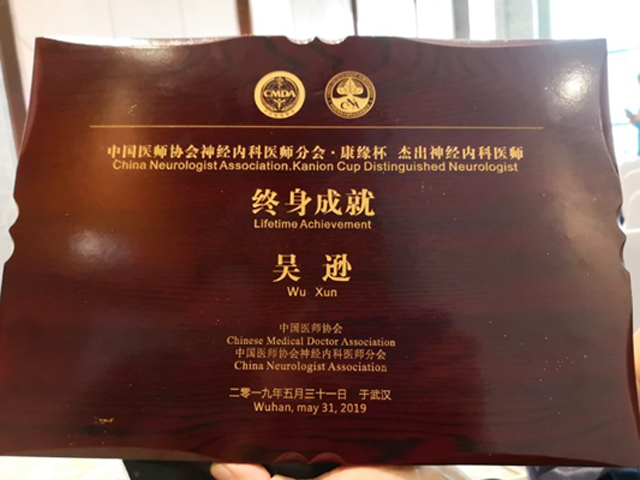 CMDA
CNA
中国医师协会神经内科医师分会·康缘杯 杰出神经内科医师
China Neurologist Association.Kanion Cup Distinguished Neurologist
终身成就
Lifetime Achievement
吴 逊
Wu Xun
中国医师协会
Chinese Medical Doctor Association
中国医师协会神经内科医师分会
China Neurologist Association
二零一九年五月三十一日 于武汉
Wuhan, may 31, 2019